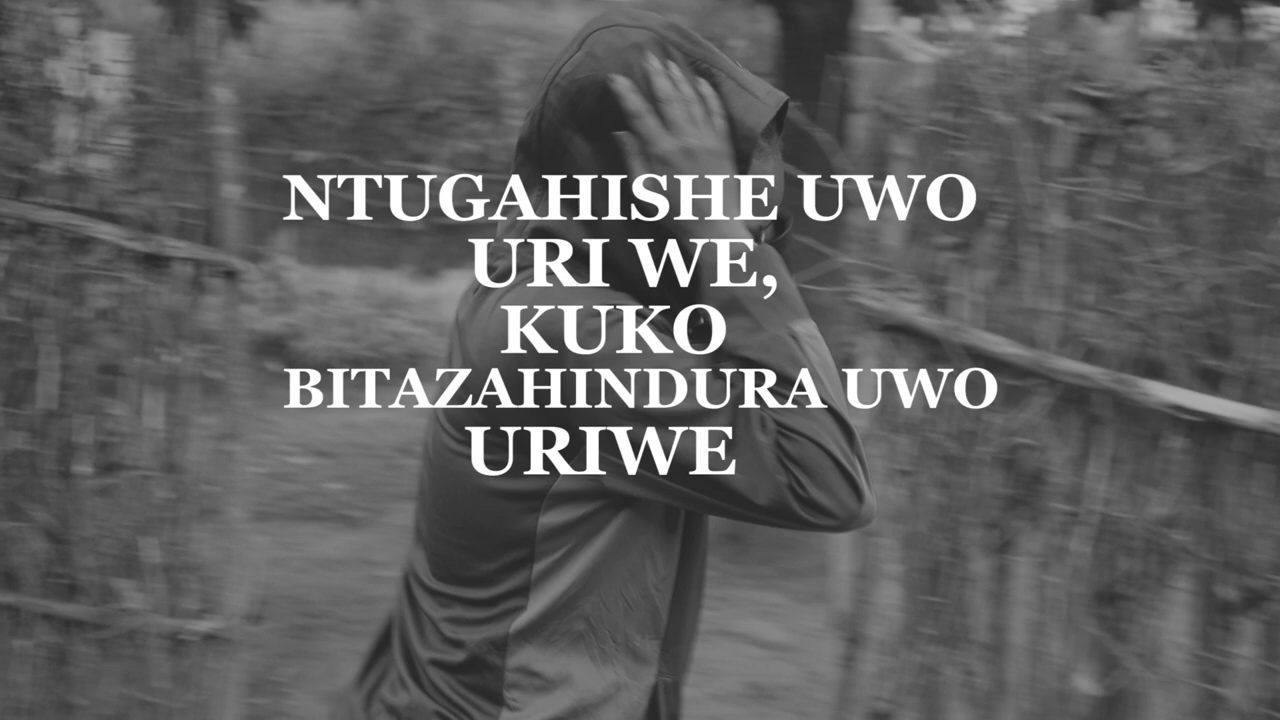 NTUGAHISHE UWO
URI WE,
KUKO
BITAZAHINDURA UWO
URIWE